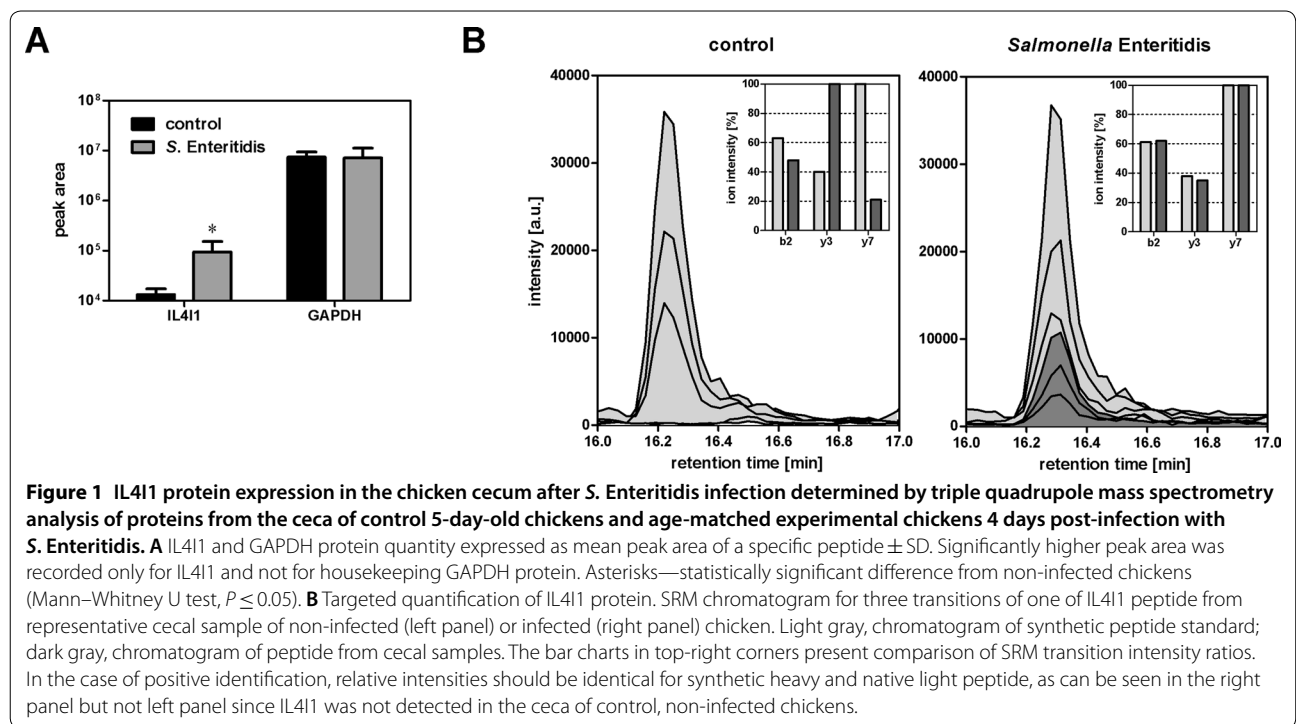 A
10⁸
10⁷
10⁶
10⁵
10⁴
peak area
control
S. Enteritidis
*
IL4I1
GAPDH
B
control
40000
30000
20000
10000
0
intensity [a.u.]
16.0 16.2 16.4 16.6 16.8 17.0
retention time [min]
100
80
60
40
20
0
ion intensity [%]
b2 y3 y7
Salmonella Enteritidis
40000
30000
20000
10000
0
16.0 16.2 16.4 16.6 16.8 17.0
retention time [min]
100
80
60
40
20
0
ion intensity [%]
b2 y3 y7
Figure 1 IL4I1 protein expression in the chicken cecum after S. Enteritidis infection determined by triple quadrupole mass spectrometry
analysis of proteins from the ceca of control 5-day-old chickens and age-matched experimental chickens 4 days post-infection with
S. Enteritidis. A IL4I1 and GAPDH protein quantity expressed as mean peak area of a specific peptide ± SD. Significantly higher peak area was
recorded only for IL4I1 and not for housekeeping GAPDH protein. Asterisks—statistically significant difference from non-infected chickens
(Mann–Whitney U test, P ≤ 0.05). B Targeted quantification of IL4I1 protein. SRM chromatogram for three transitions of one of IL4I1 peptide from
representative cecal sample of non-infected (left panel) or infected (right panel) chicken. Light gray, chromatogram of synthetic peptide standard;
dark gray, chromatogram of peptide from cecal samples. The bar charts in top-right corners present comparison of SRM transition intensity ratios.
In the case of positive identification, relative intensities should be identical for synthetic heavy and native light peptide, as can be seen in the right
panel but not left panel since IL4I1 was not detected in the ceca of control, non-infected chickens.